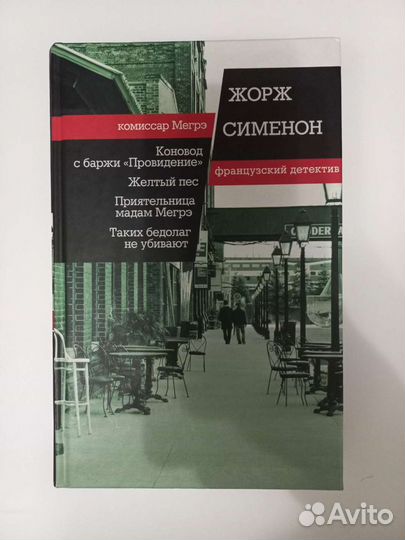 ЖОРЖ
СИМЕНОН
французский детектив
комиссар Мегрэ
Коновод
с баржи «Провидение»
Желтый пес
Приятельница
мадам Мегрэ
Таких бедолаг
не убивают
Avito